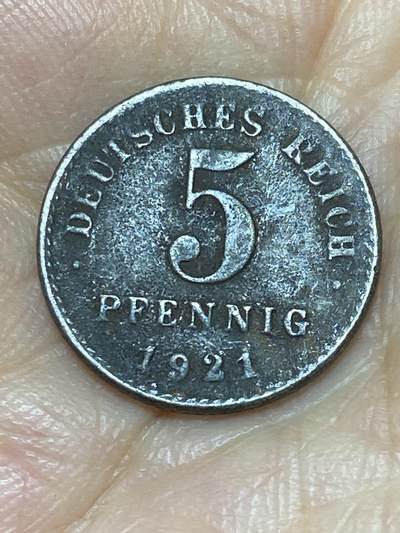 · DEUTSCHES REICH ·
5
PFENNIG
1921